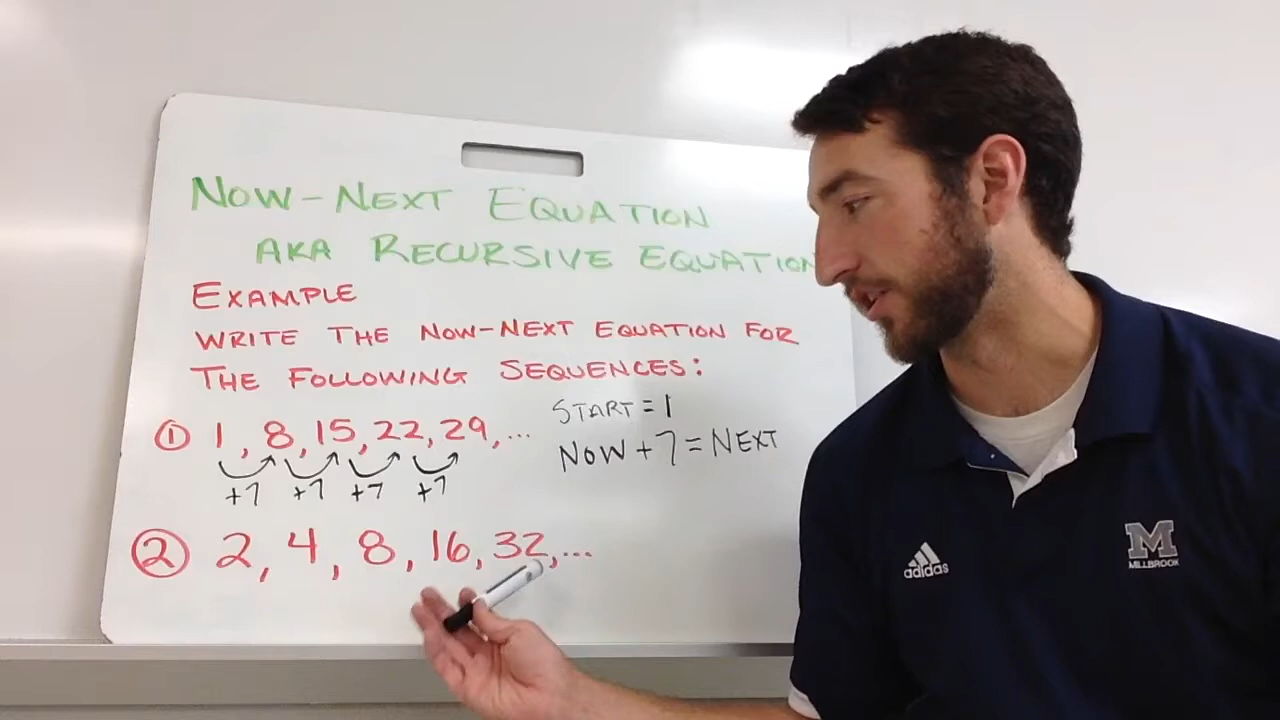 NOW-NEXT EQUATION
AKA RECURSIVE EQUATION
EXAMPLE
WRITE THE NOW-NEXT EQUATION FOR
THE FOLLOWING SEQUENCES:
① 1, 8, 15, 22, 29, ...
+7 +7 +7 +7
START = 1
NOW + 7 = NEXT
② 2, 4, 8, 16, 32, ...
adidas
M
MILLBROOK